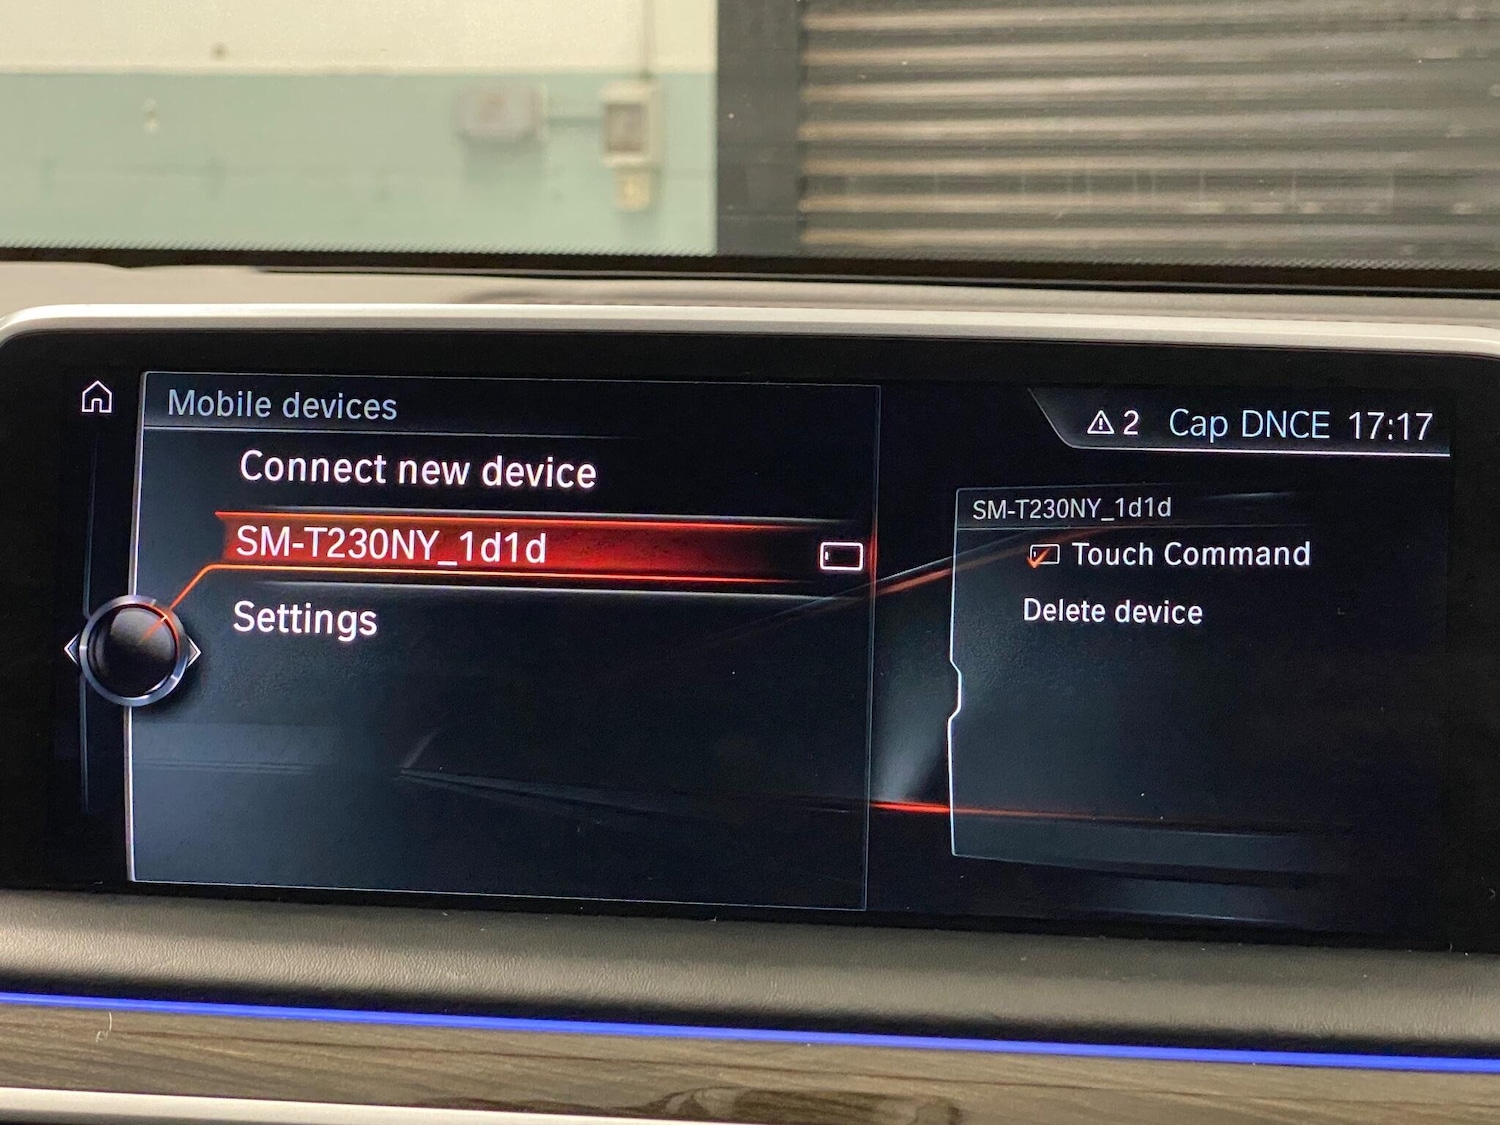 Mobile devices
2 Cap DNCE 17:17
Connect new device
SM-T230NY_1d1d
Settings
SM-T230NY_1d1d
Touch Command
Delete device